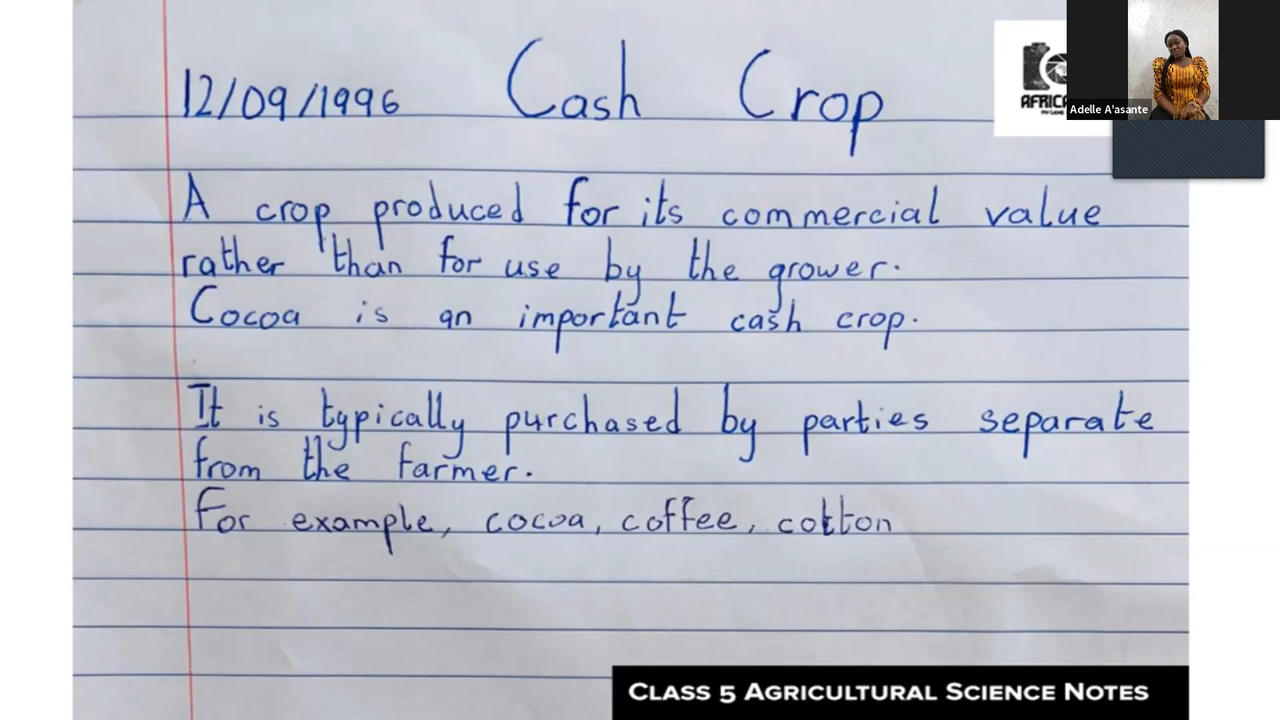 12/09/1996 Cash Crop
A crop produced for its commercial value
rather than for use by the grower.
Cocoa is an important cash crop.
It is typically purchased by parties separate
from the farmer.
For example, cocoa, coffee, cotton
CLASS 5 AGRICULTURAL SCIENCE NOTES
AFRICA
Adelle A'asante